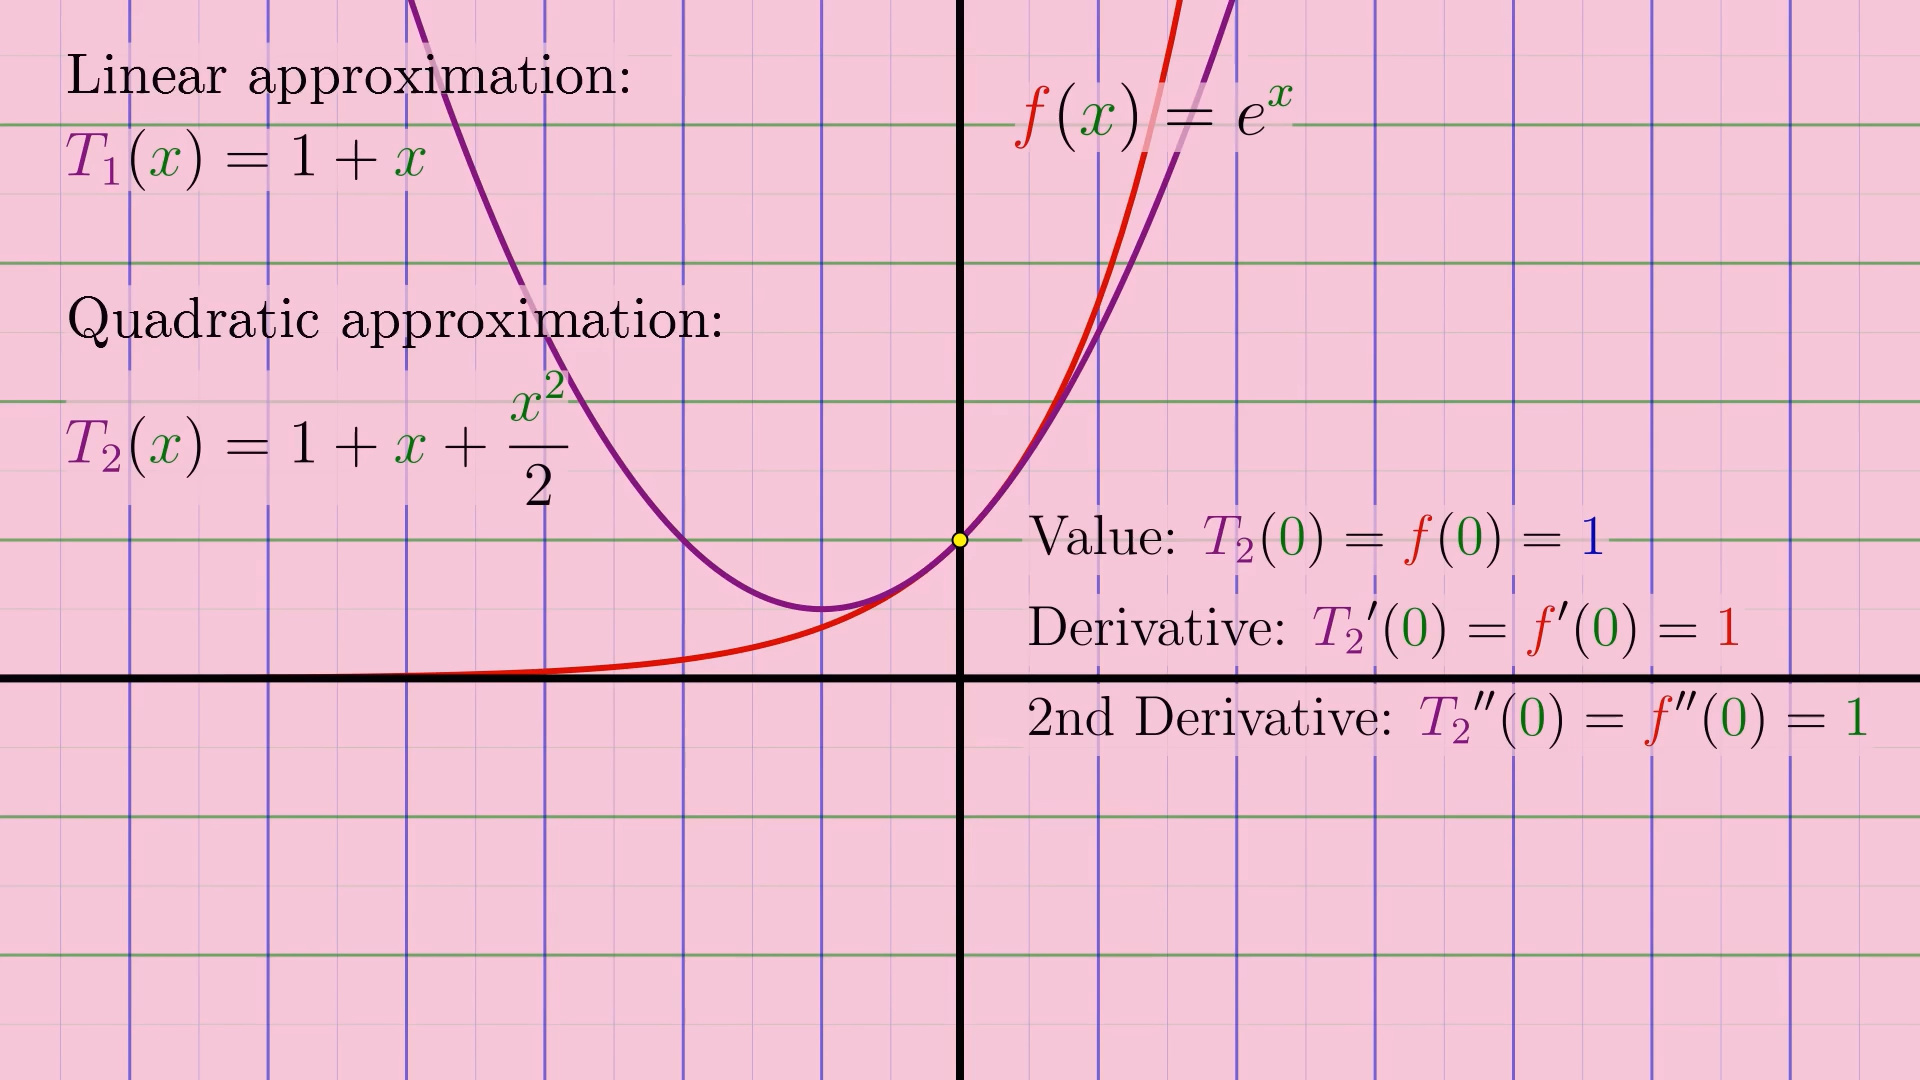 Linear approximation:
T₁(x) = 1 + x
f(x) = eˣ
Quadratic approximation:
T₂(x) = 1 + x + x²/2
Value: T₂(0) = f(0) = 1
Derivative: T₂′(0) = f′(0) = 1
2nd Derivative: T₂″(0) = f″(0) = 1